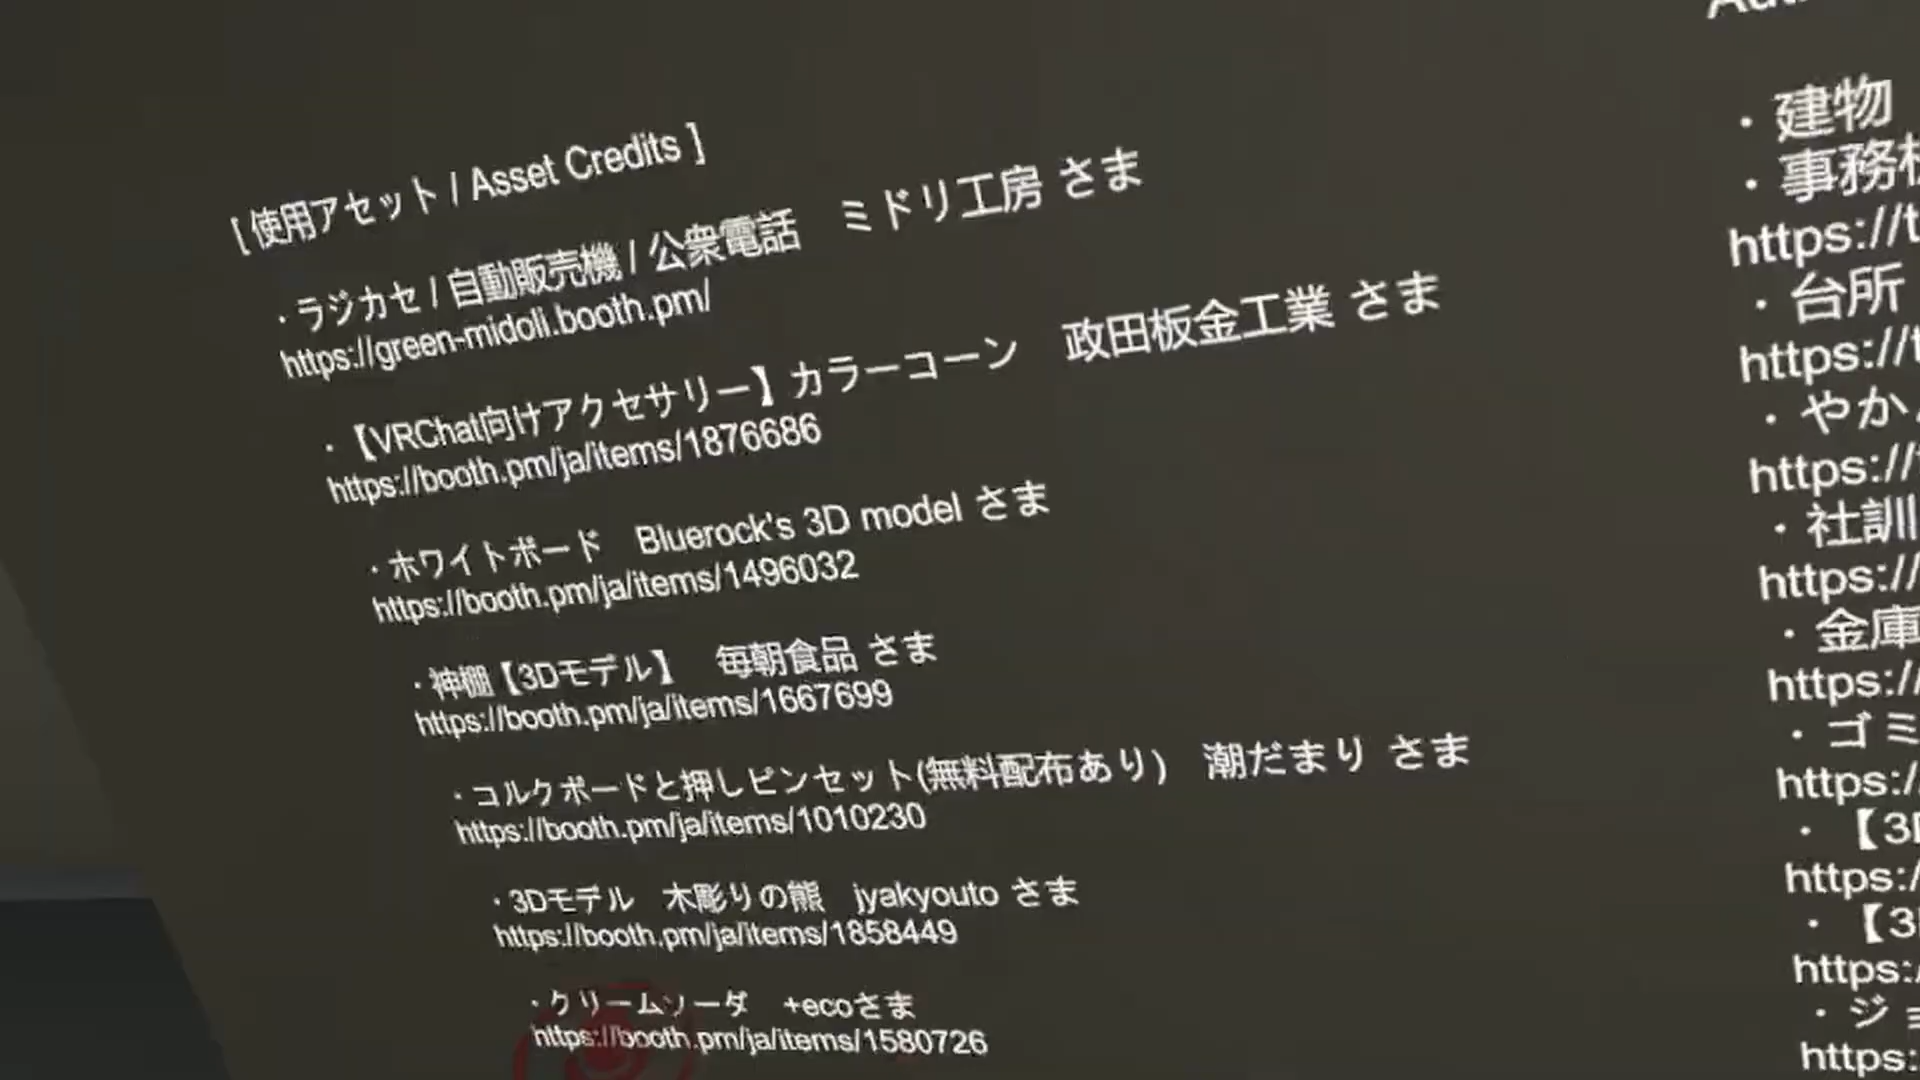 [ 使用アセット / Asset Credits ]
・ラジカセ / 自動販売機 / 公衆電話　ミドリ工房 さま
https://green-midoli.booth.pm/
・【VRChat向けアクセサリー】カラーコーン　政田板金工業 さま
https://booth.pm/ja/items/1876686
・ホワイトボード　Bluerock's 3D model さま
https://booth.pm/ja/items/1496032
・神棚【3Dモデル】　毎朝食品 さま
https://booth.pm/ja/items/1667699
・コルクボードと押しピンセット(無料配布あり)　潮だまり さま
https://booth.pm/ja/items/1010230
・3Dモデル　木彫りの熊　jyakyouto さま
https://booth.pm/ja/items/1858449
・クリームソーダ　+ecoさま
https://booth.pm/ja/items/1580726
・建物
・事務
https://t
・台所
https://t
・やか
https://
・社訓
https://
・金庫
https://
・ゴミ
https:/
・【3D
https:/
・【3
https:/
・ジョ
https: